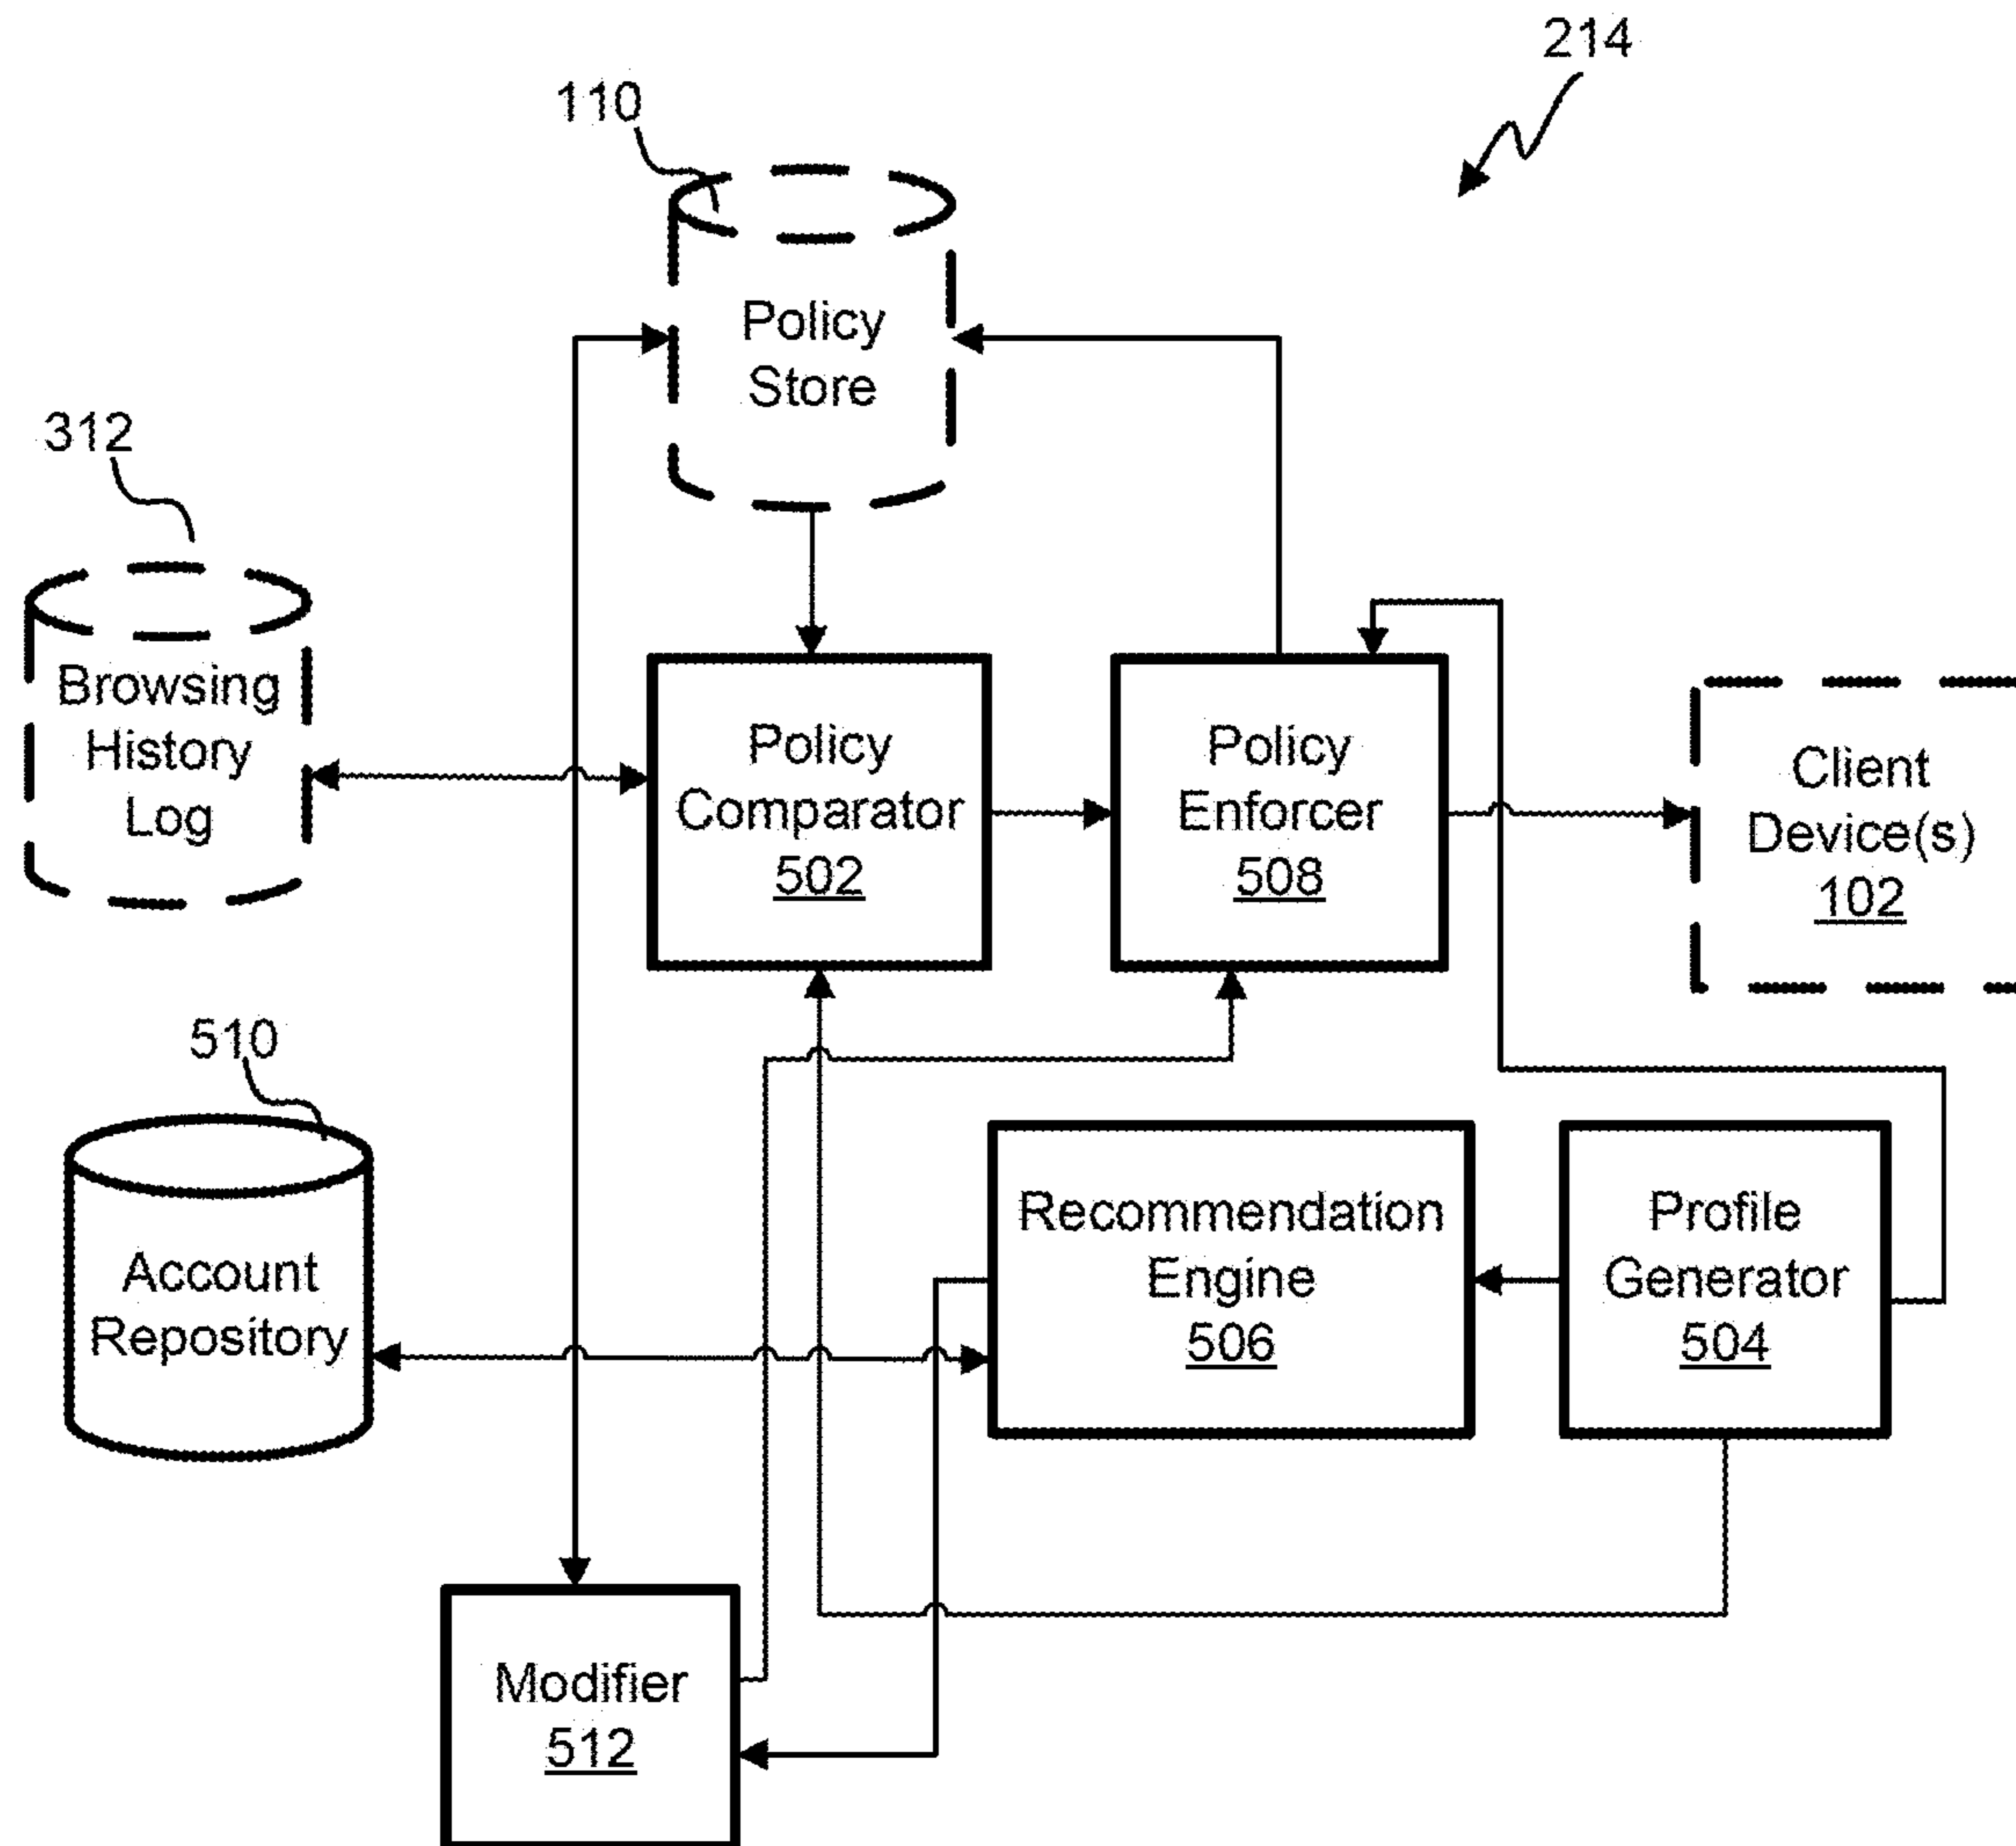 214
110
Policy
Store
312
Browsing
History
Log
Policy
Comparator
502
Policy
Enforcer
508
Client
Device(s)
102
510
Account
Repository
Recommendation
Engine
506
Profile
Generator
504
Modifier
512